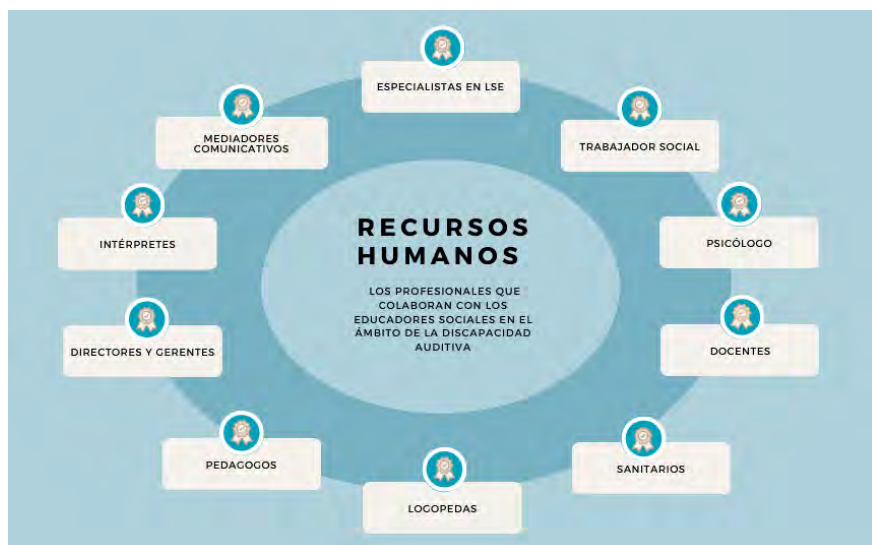 ESPECIALISTAS EN LSE
MEDIADORES
COMUNICATIVOS
TRABAJADOR SOCIAL
INTÉRPRETES
PSICÓLOGO
RECURSOS
HUMANOS
LOS PROFESIONALES QUE
COLABORAN CON LOS
EDUCADORES SOCIALES EN EL
ÁMBITO DE LA DISCAPACIDAD
AUDITIVA
DIRECTORES Y GERENTES
DOCENTES
PEDAGOGOS
SANITARIOS
LOGOPEDAS